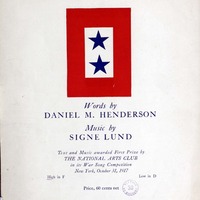 Words by
DANIEL M. HENDERSON
Music by
SIGNE LUND
Text and Music awarded First Prize by
THE NATIONAL ARTS CLUB
in its War Song Competition
New York, October 12, 1917
High in F
Low in D
Price, 60 cents net